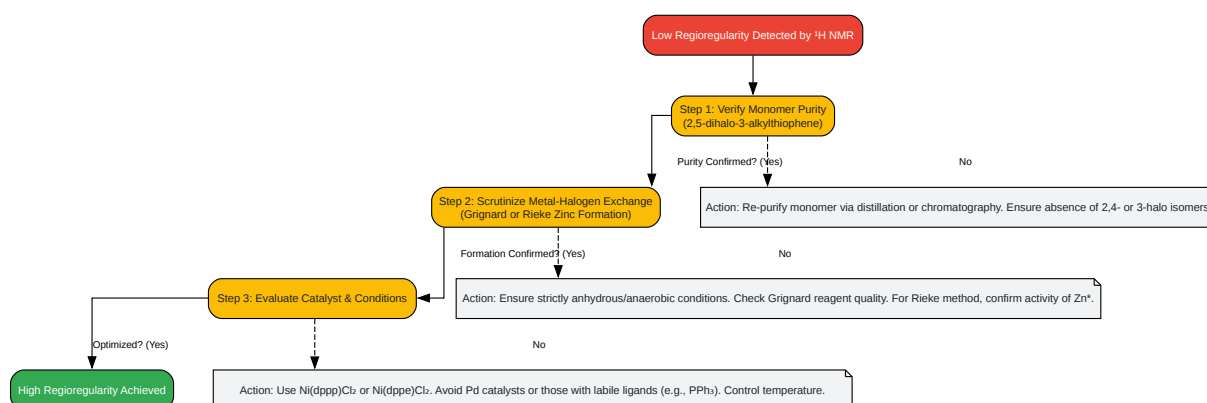 Low Regioregularity Detected by ¹H NMR
Step 1: Verify Monomer Purity
(2,5-dihalo-3-alkylthiophene)
Purity Confirmed? (Yes)
No
Step 2: Scrutinize Metal-Halogen Exchange
(Grignard or Rieke Zinc Formation)
Action: Re-purify monomer via distillation or chromatography. Ensure absence of 2,4- or 3-halo isomers
Formation Confirmed? (Yes)
No
Step 3: Evaluate Catalyst & Conditions
Action: Ensure strictly anhydrous/anaerobic conditions. Check Grignard reagent quality. For Rieke method, confirm activity of Zn*.
Optimized? (Yes)
No
High Regioregularity Achieved
Action: Use Ni(dppp)Cl₂ or Ni(dppe)Cl₂. Avoid Pd catalysts or those with labile ligands (e.g., PPh₃). Control temperature.